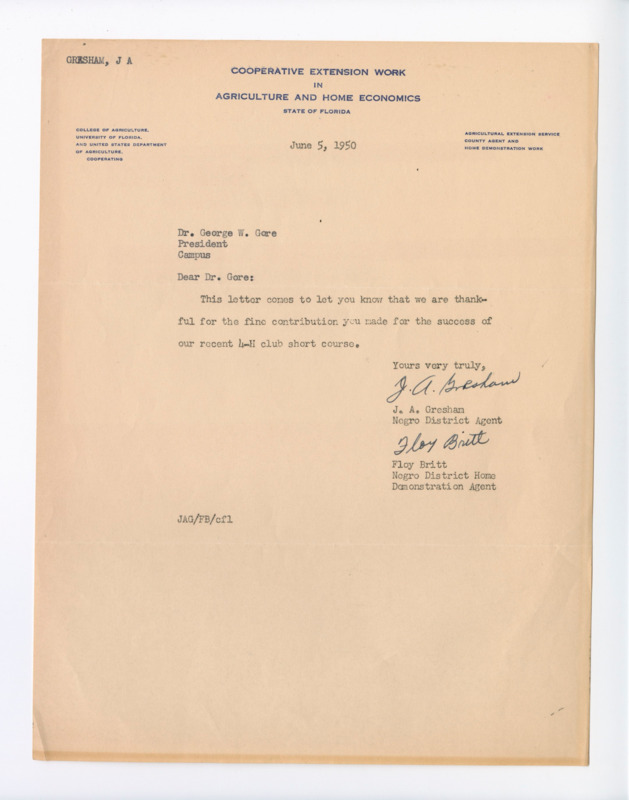 GRESHAM, J A
COOPERATIVE EXTENSION WORK
IN
AGRICULTURE AND HOME ECONOMICS
STATE OF FLORIDA
COLLEGE OF AGRICULTURE,
UNIVERSITY OF FLORIDA,
AND UNITED STATES DEPARTMENT
OF AGRICULTURE,
COOPERATING
AGRICULTURAL EXTENSION SERVICE
COUNTY AGENT AND
HOME DEMONSTRATION WORK
June 5, 1950
Dr. George W. Gore
President
Campus
Dear Dr. Gore:
This letter comes to let you know that we are thank-
ful for the fine contribution you made for the success of
our recent 4-H club short course.
Yours very truly,
J. A. Gresham
J. A. Gresham
Negro District Agent
Floy Britt
Floy Britt
Negro District Home
Demonstration Agent
JAG/FB/cfl